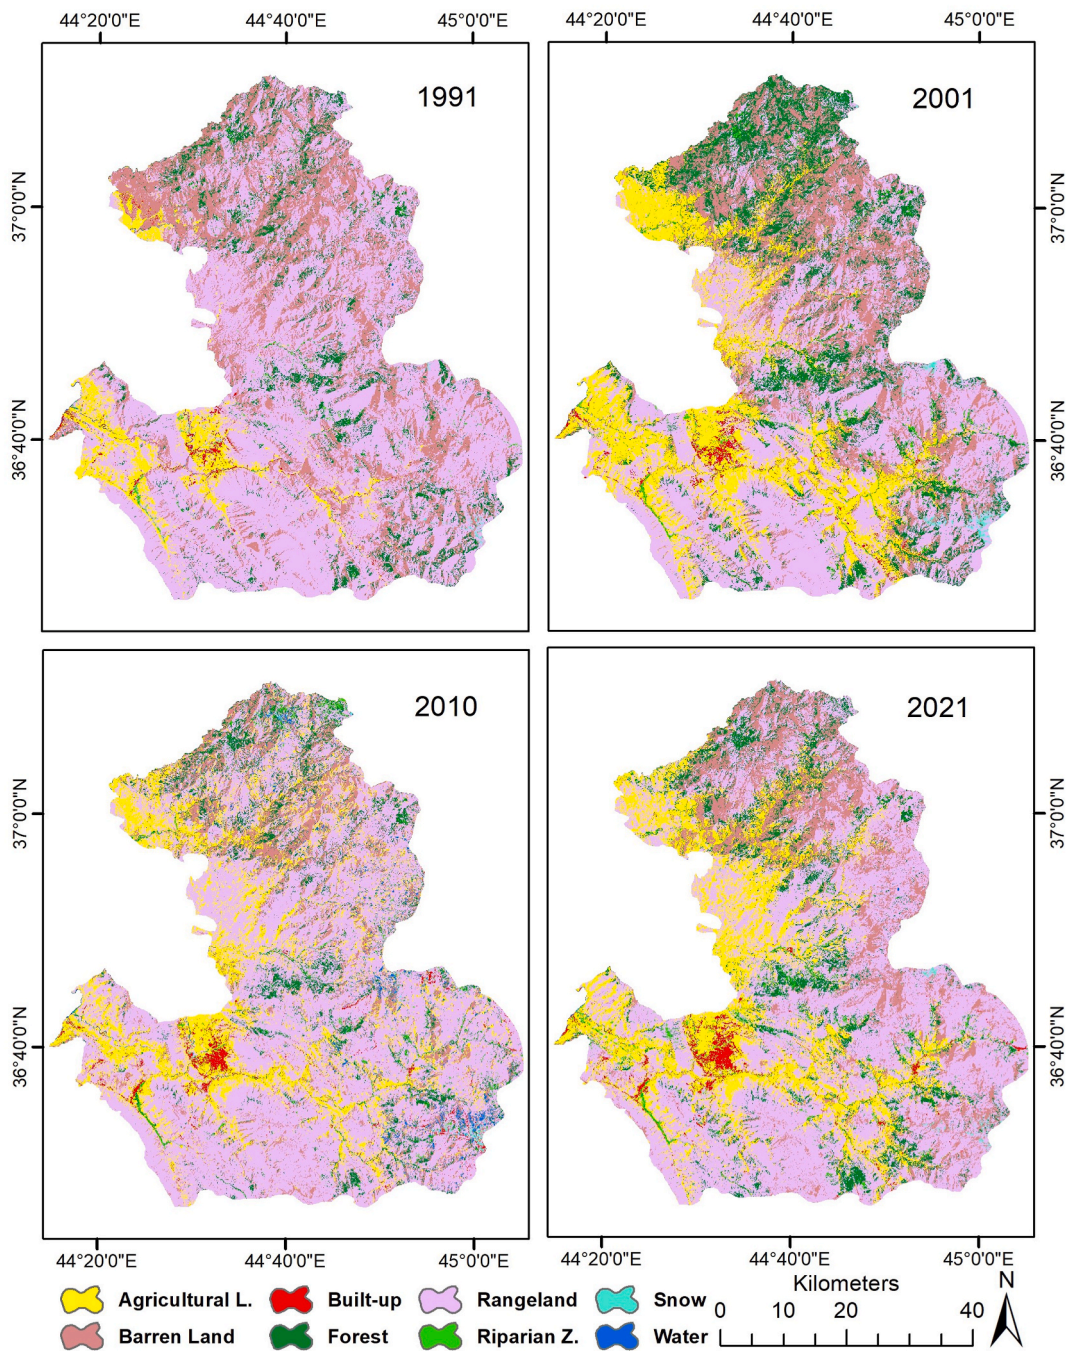 44°20'0"E 44°40'0"E 45°0'0"E 44°20'0"E 44°40'0"E 45°0'0"E
1991 2001
37°0'0"N 37°0'0"N
36°40'0"N 36°40'0"N
2010 2021
37°0'0"N 37°0'0"N
36°40'0"N 36°40'0"N
44°20'0"E 44°40'0"E 45°0'0"E 44°20'0"E 44°40'0"E 45°0'0"E
Agricultural L. Built-up Rangeland Snow
Barren Land Forest Riparian Z. Water
Kilometers
0 10 20 40
N